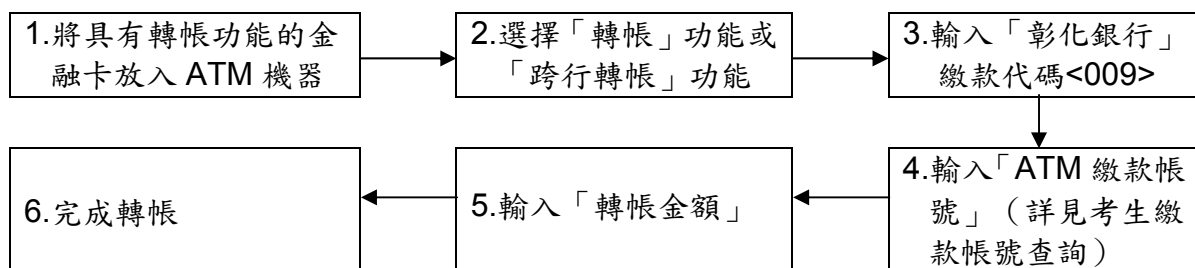 1.將具有轉帳功能的金
融卡放入 ATM 機器
2.選擇「轉帳」功能或
「跨行轉帳」功能
3.輸入「彰化銀行」
繳款代碼<009>
4.輸入「ATM 繳款帳
號」（詳見考生繳
款帳號查詢）
5.輸入「轉帳金額」
6.完成轉帳